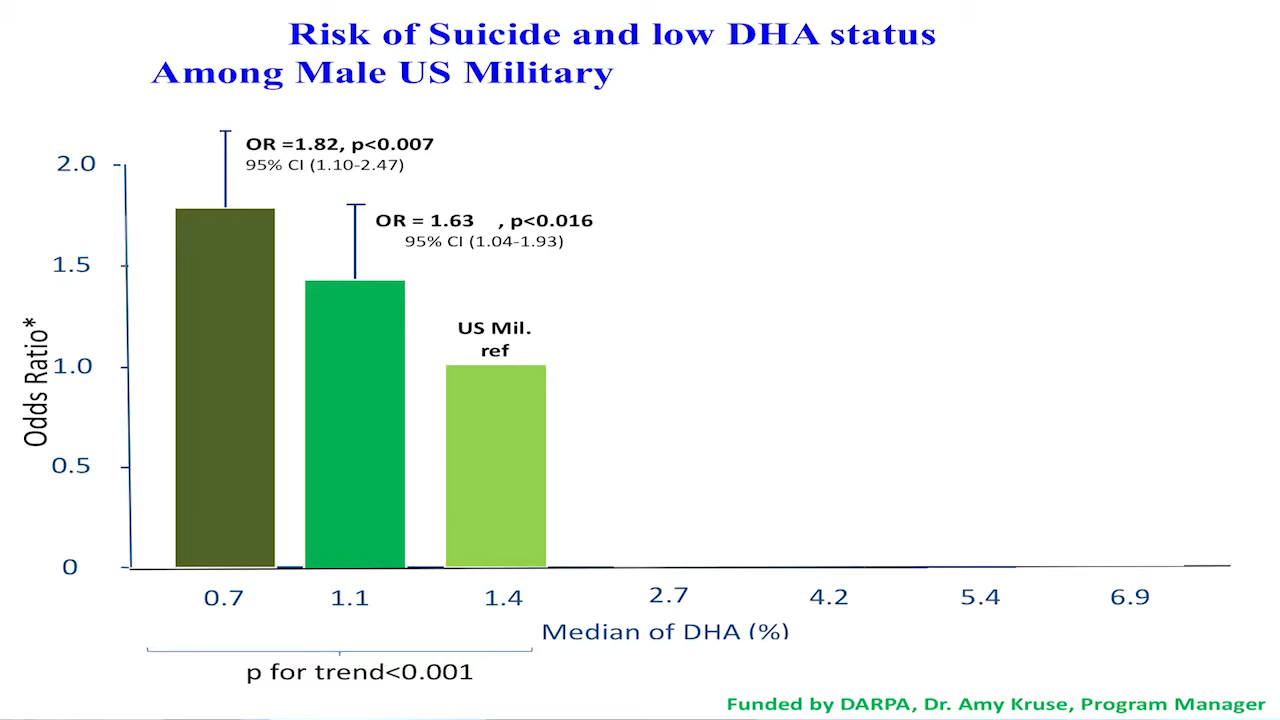 Risk of Suicide and low DHA status
Among Male US Military
OR =1.82, p<0.007
95% CI (1.10-2.47)
OR = 1.63 , p<0.016
95% CI (1.04-1.93)
US Mil.
ref
Odds Ratio*
2.0
1.5
1.0
0.5
0
0.7 1.1 1.4 2.7 4.2 5.4 6.9
Median of DHA (%)
p for trend<0.001
Funded by DARPA, Dr. Amy Kruse, Program Manager